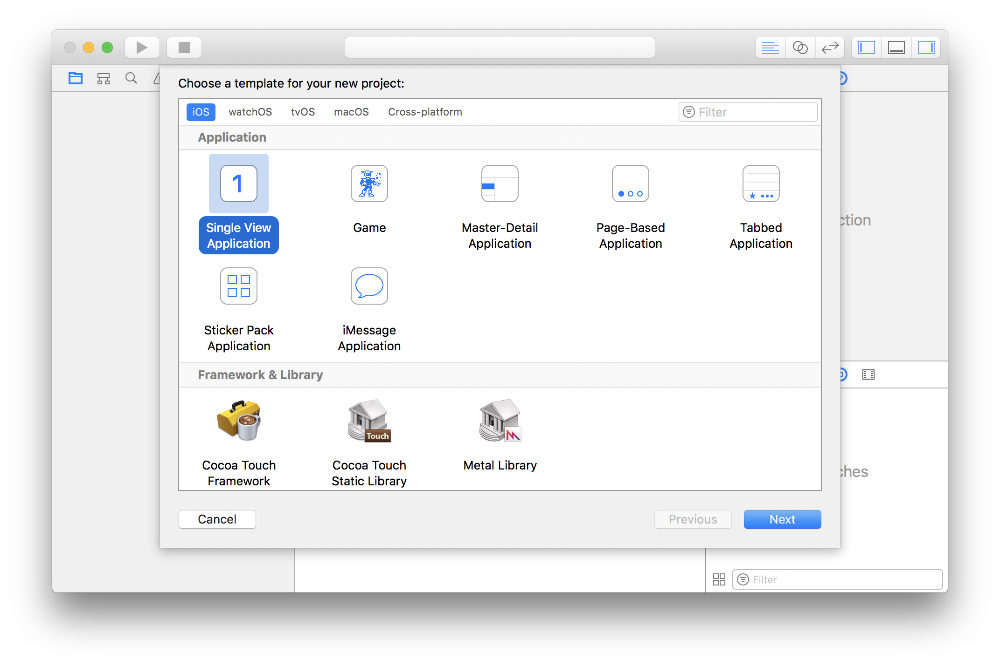 Choose a template for your new project:
iOS watchOS tvOS macOS Cross-platform Filter
Application
1
Single View
Application
Game
Master-Detail
Application
Page-Based
Application
Tabbed
Application
Sticker Pack
Application
iMessage
Application
Framework & Library
Touch
Cocoa Touch
Framework
Cocoa Touch
Static Library
Metal Library
ction
ches
Cancel Previous Next
Filter